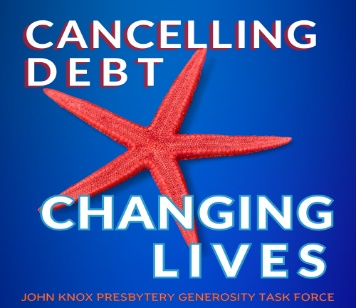 CANCELLING
DEBT
CHANGING
LIVES
JOHN KNOX PRESBYTERY GENEROSITY TASK FORCE